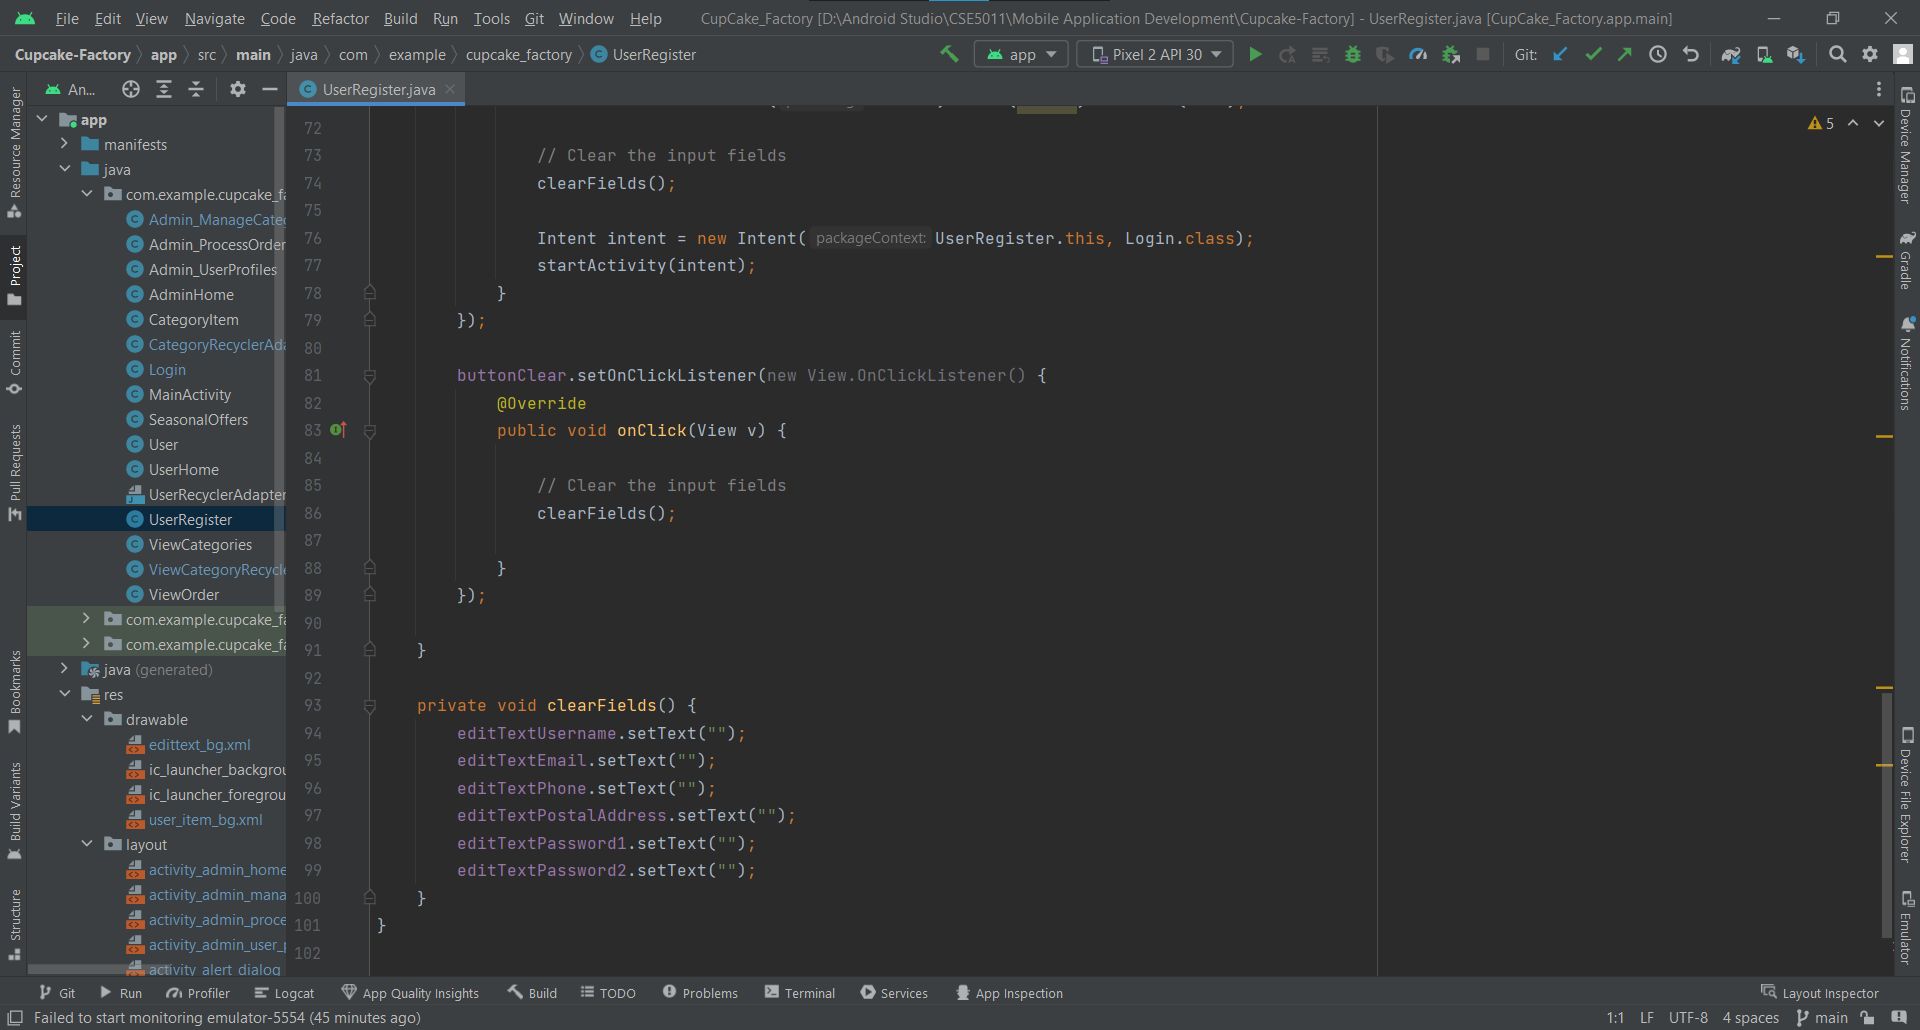 File Edit View Navigate Code Refactor Build Run Tools Git Window Help CupCake_Factory [D:\Android Studio\CSE5011\Mobile Application Development\Cupcake-Factory] - UserRegister.java [CupCake_Factory.app.main]
Cupcake-Factory app src main java com example cupcake_factory UserRegister app Pixel 2 API 30 Git:
An... UserRegister.java
Resource Manager
Project
Commit
Pull Requests
Bookmarks
Build Variants
Structure
app
manifests
java
com.example.cupcake_fa
Admin_ManageCateg
Admin_ProcessOrder
Admin_UserProfiles
AdminHome
CategoryItem
CategoryRecyclerAda
Login
MainActivity
SeasonalOffers
User
UserHome
UserRecyclerAdapter
UserRegister
ViewCategories
ViewCategoryRecycle
ViewOrder
com.example.cupcake_fa
com.example.cupcake_fa
java (generated)
res
drawable
edittext_bg.xml
ic_launcher_backgrou
ic_launcher_foregrou
user_item_bg.xml
layout
activity_admin_home
activity_admin_mana
activity_admin_proce
activity_admin_user_p
activity_alert_dialog
5
72
73 // Clear the input fields
74 clearFields();
75
76 Intent intent = new Intent( packageContext: UserRegister.this, Login.class);
77 startActivity(intent);
78 }
79 });
80
81 buttonClear.setOnClickListener(new View.OnClickListener() {
82 @Override
83 public void onClick(View v) {
84
85 // Clear the input fields
86 clearFields();
87
88 }
89 });
90
91 }
92
93 private void clearFields() {
94 editTextUsername.setText("");
95 editTextEmail.setText("");
96 editTextPhone.setText("");
97 editTextPostalAddress.setText("");
98 editTextPassword1.setText("");
99 editTextPassword2.setText("");
100 }
101 }
102
Device Manager
Gradle
Notifications
Device File Explorer
Emulator
Git Run Profiler Logcat App Quality Insights Build TODO Problems Terminal Services App Inspection Layout Inspector
Failed to start monitoring emulator-5554 (45 minutes ago) 1:1 LF UTF-8 4 spaces main